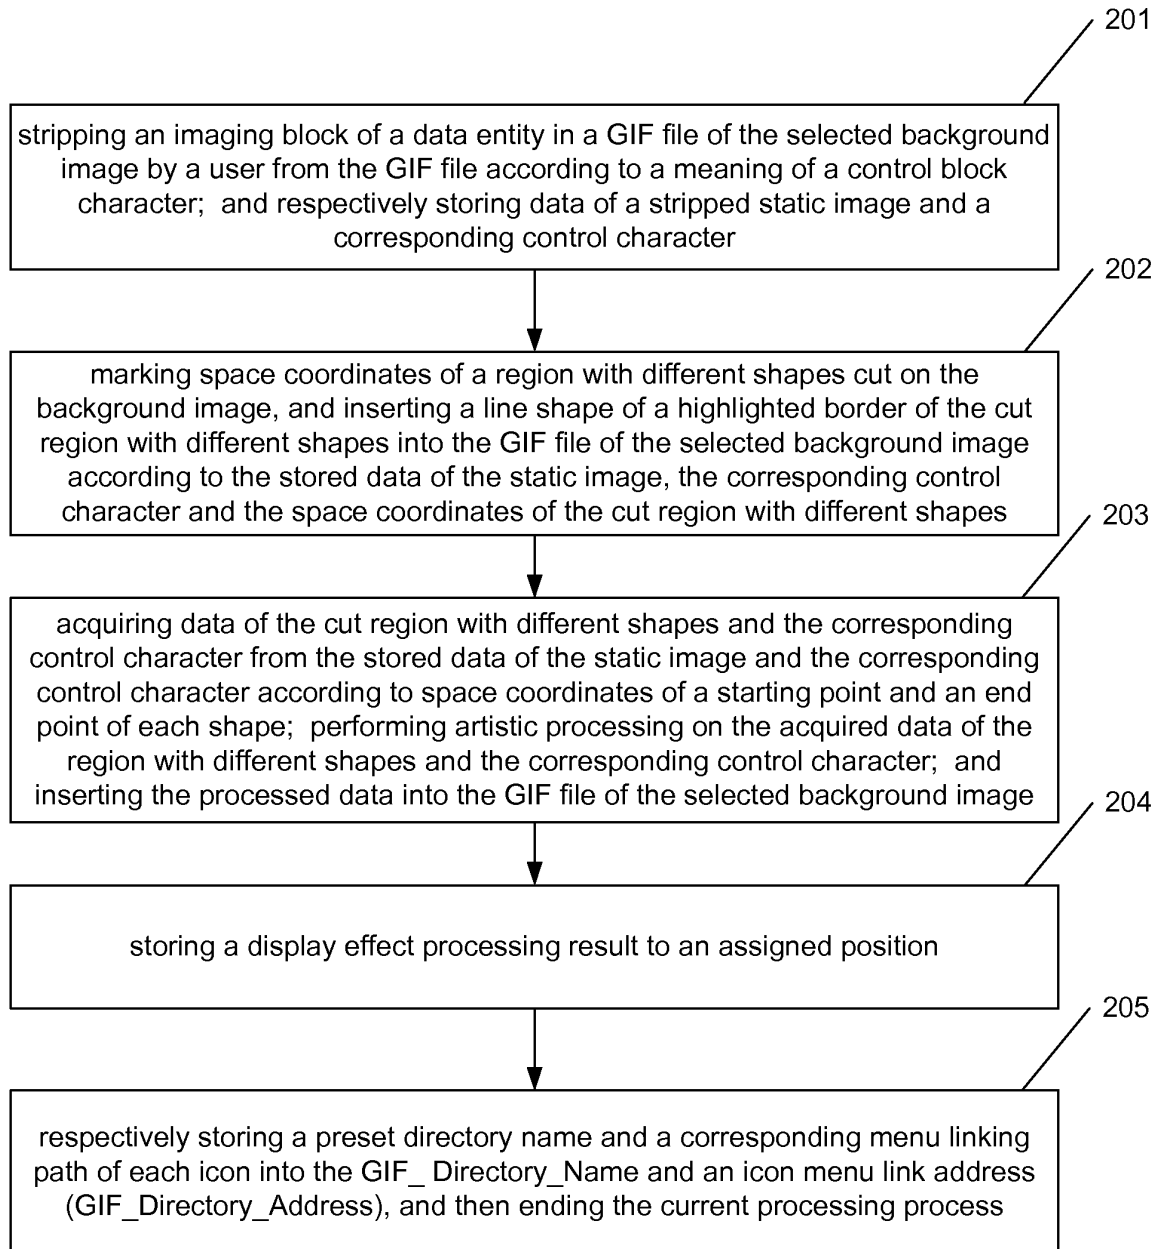 201
stripping an imaging block of a data entity in a GIF file of the selected background
image by a user from the GIF file according to a meaning of a control block
character; and respectively storing data of a stripped static image and a
corresponding control character
202
marking space coordinates of a region with different shapes cut on the
background image, and inserting a line shape of a highlighted border of the cut
region with different shapes into the GIF file of the selected background image
according to the stored data of the static image, the corresponding control
character and the space coordinates of the cut region with different shapes
203
acquiring data of the cut region with different shapes and the corresponding
control character from the stored data of the static image and the corresponding
control character according to space coordinates of a starting point and an end
point of each shape; performing artistic processing on the acquired data of the
region with different shapes and the corresponding control character; and
inserting the processed data into the GIF file of the selected background image
204
storing a display effect processing result to an assigned position
205
respectively storing a preset directory name and a corresponding menu linking
path of each icon into the GIF_ Directory_Name and an icon menu link address
(GIF_Directory_Address), and then ending the current processing process